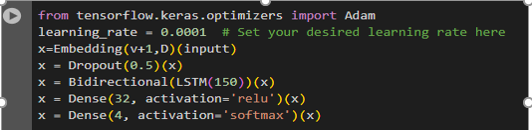 from tensorflow.keras.optimizers import Adam
learning_rate = 0.0001  # Set your desired learning rate here
x=Embedding(v+1,D)(inputt)
x = Dropout(0.5)(x)
x = Bidirectional(LSTM(150))(x)
x = Dense(32, activation='relu')(x)
x = Dense(4, activation='softmax')(x)